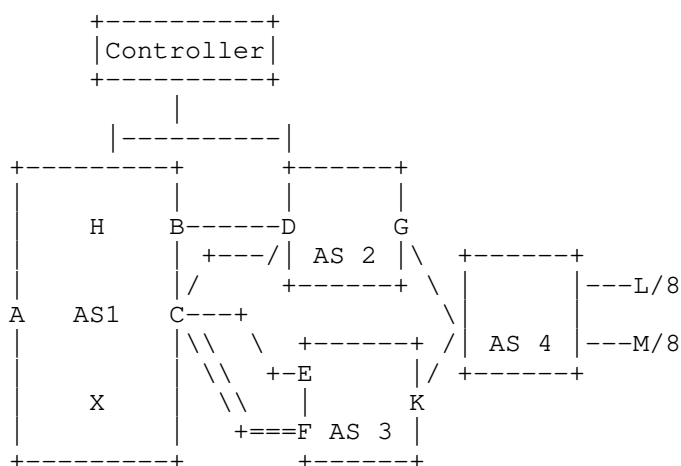 Controller
H B D G
AS 2
L/8
A AS1 C
AS 4 M/8
E
X K
F AS 3